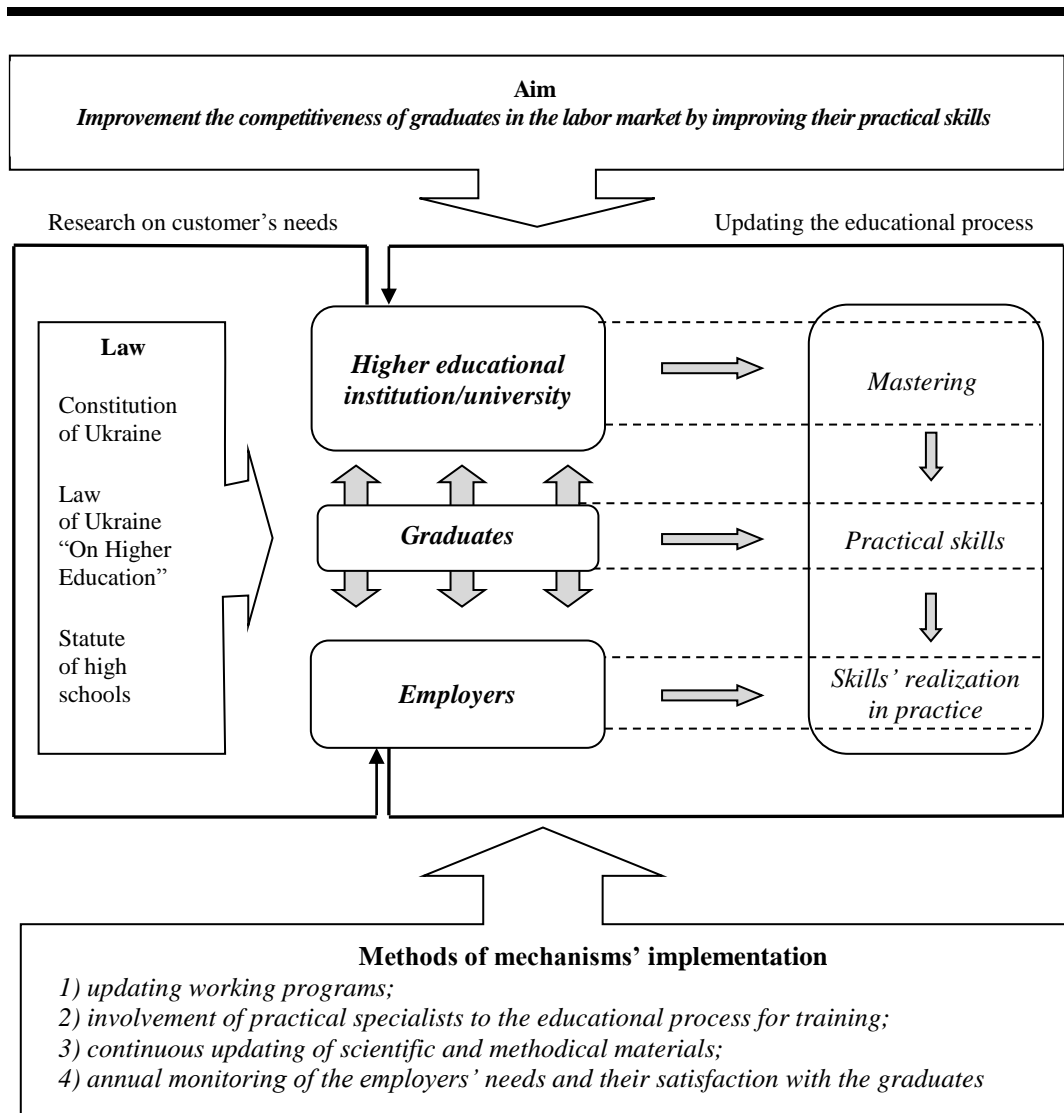 Aim
Improvement the competitiveness of graduates in the labor market by improving their practical skills
Research on customer’s needs
Updating the educational process
Law
Constitution
of Ukraine
Law
of Ukraine
“On Higher
Education”
Statute
of high
schools
Higher educational
institution/university
Graduates
Employers
Mastering
Practical skills
Skills’ realization
in practice
Methods of mechanisms’ implementation
1) updating working programs;
2) involvement of practical specialists to the educational process for training;
3) continuous updating of scientific and methodical materials;
4) annual monitoring of the employers’ needs and their satisfaction with the graduates